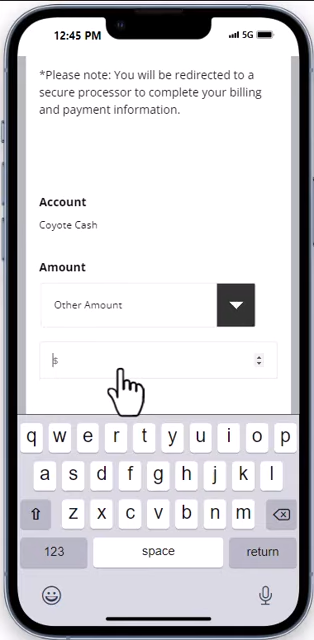 12:45 PM
5G
*Please note: You will be redirected to a
secure processor to complete your billing
and payment information.
Account
Coyote Cash
Amount
Other Amount
$
q w e r t y u i o p
a s d f g h j k l
z x c v b n m
123 space return